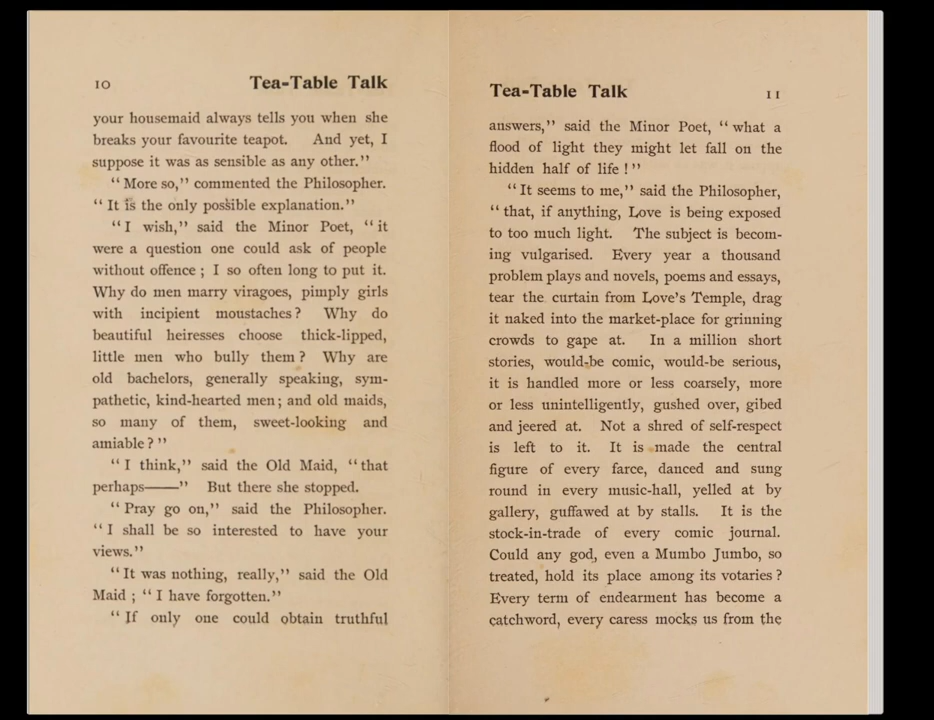 10 Tea-Table Talk
your housemaid always tells you when she
breaks your favourite teapot. And yet, I
suppose it was as sensible as any other.”
“More so,” commented the Philosopher.
“It is the only possible explanation.”
“I wish,” said the Minor Poet, “it
were a question one could ask of people
without offence; I so often long to put it.
Why do men marry viragoes, pimply girls
with incipient moustaches? Why do
beautiful heiresses choose thick-lipped,
little men who bully them? Why are
old bachelors, generally speaking, sym-
pathetic, kind-hearted men; and old maids,
so many of them, sweet-looking and
amiable?”
“I think,” said the Old Maid, “that
perhaps——” But there she stopped.
“Pray go on,” said the Philosopher.
“I shall be so interested to have your
views.”
“It was nothing, really,” said the Old
Maid; “I have forgotten.”
“If only one could obtain truthful
Tea-Table Talk 11
answers,” said the Minor Poet, “what a
flood of light they might let fall on the
hidden half of life!”
“It seems to me,” said the Philosopher,
“that, if anything, Love is being exposed
to too much light. The subject is becom-
ing vulgarised. Every year a thousand
problem plays and novels, poems and essays,
tear the curtain from Love’s Temple, drag
it naked into the market-place for grinning
crowds to gape at. In a million short
stories, would-be comic, would-be serious,
it is handled more or less coarsely, more
or less unintelligently, gushed over, gibed
and jeered at. Not a shred of self-respect
is left to it. It is made the central
figure of every farce, danced and sung
round in every music-hall, yelled at by
gallery, guffawed at by stalls. It is the
stock-in-trade of every comic journal.
Could any god, even a Mumbo Jumbo, so
treated, hold its place among its votaries?
Every term of endearment has become a
catchword, every caress mocks us from the